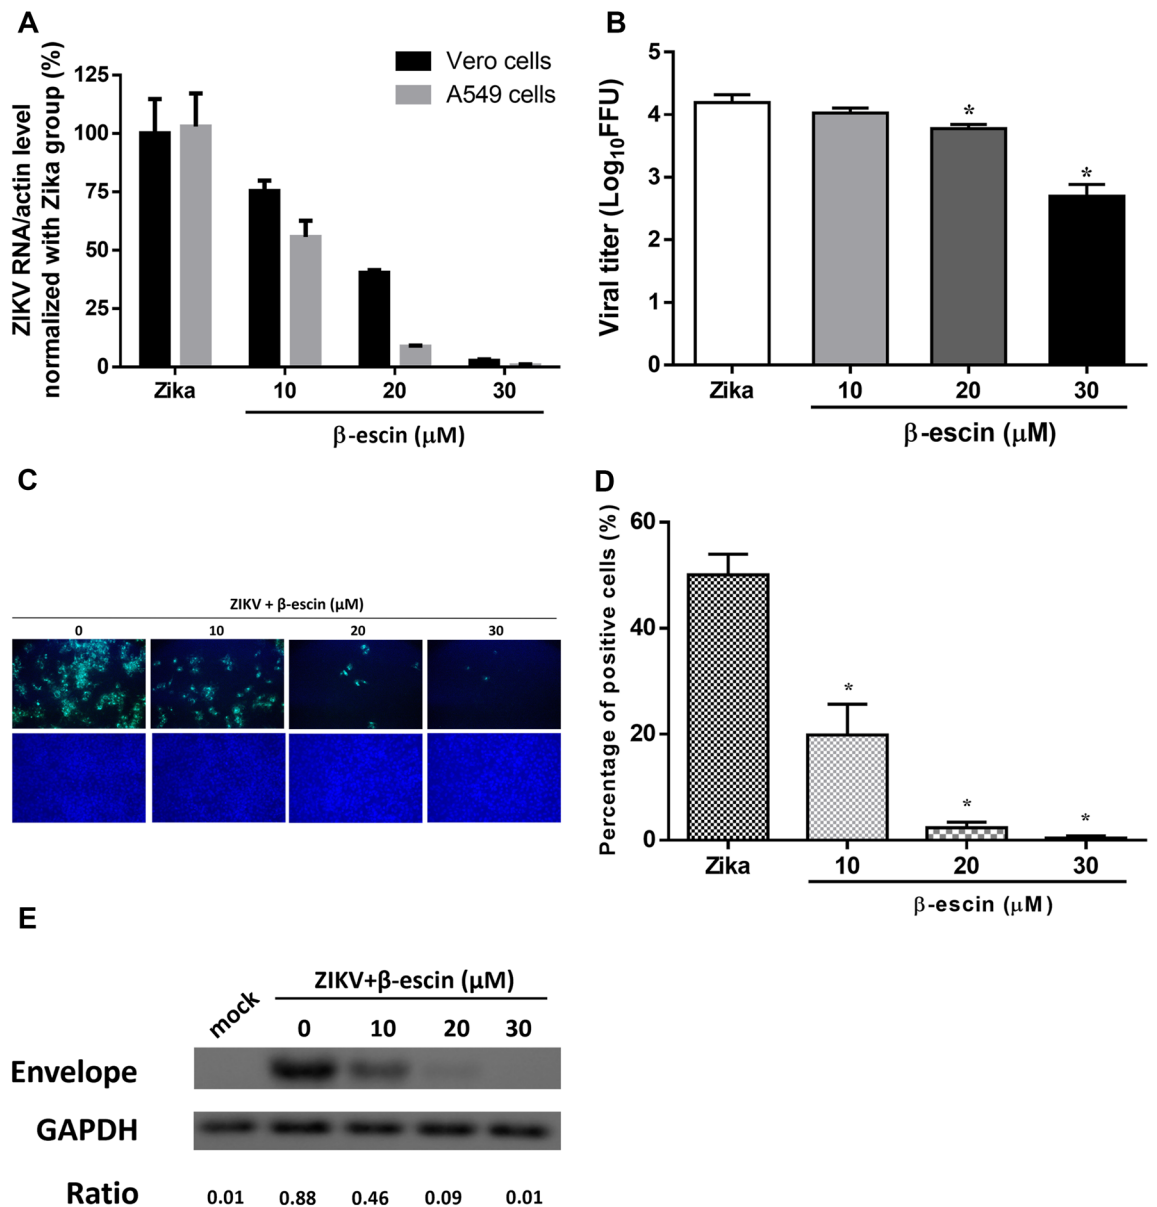 A
ZIKV RNA/actin level
normalized with Zika group (%)
125
100
75
50
25
0
Vero cells
A549 cells
Zika
10
20
30
β-escin (μM)
B
Viral titer (Log10FFU)
5
4
3
2
1
0
*
*
Zika
10
20
30
β-escin (μM)
C
ZIKV + β-escin (μM)
0 10 20 30
D
Percentage of positive cells (%)
60
40
20
0
*
*
*
Zika
10
20
30
β-escin (μM)
E
ZIKV+β-escin (μM)
mock 0 10 20 30
Envelope
GAPDH
Ratio 0.01 0.88 0.46 0.09 0.01